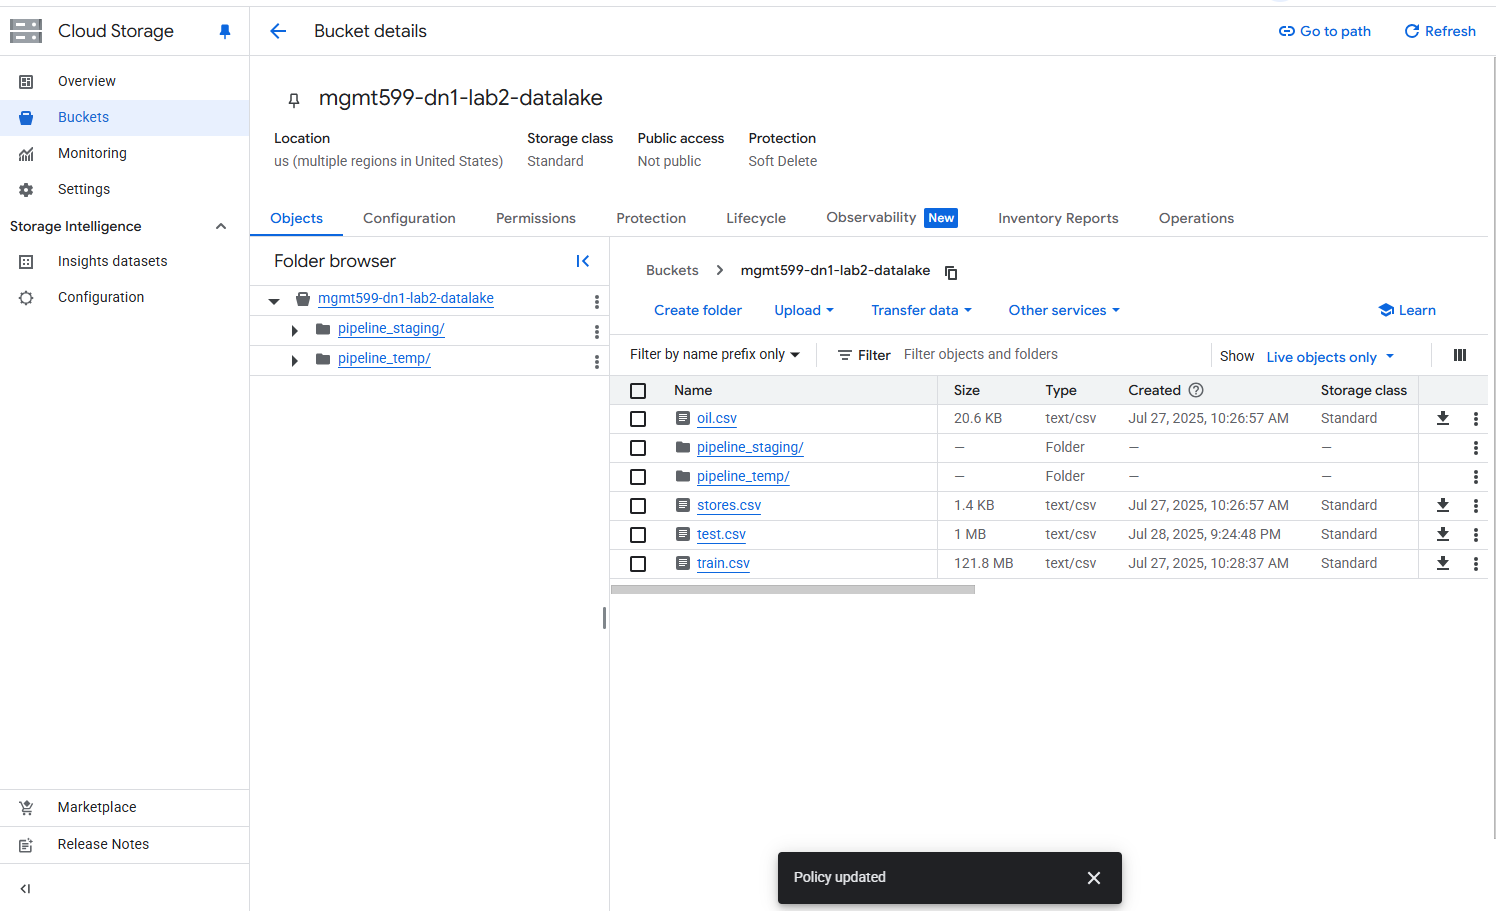 Cloud Storage
Bucket details
Go to path
Refresh
Overview
Buckets
Monitoring
Settings
Storage Intelligence
Insights datasets
Configuration
Marketplace
Release Notes
mgmt599-dn1-lab2-datalake
Location Storage class Public access Protection
us (multiple regions in United States) Standard Not public Soft Delete
Objects Configuration Permissions Protection Lifecycle Observability New Inventory Reports Operations
Folder browser
mgmt599-dn1-lab2-datalake
pipeline_staging/
pipeline_temp/
Buckets mgmt599-dn1-lab2-datalake
Create folder Upload Transfer data Other services Learn
Filter by name prefix only Filter Filter objects and folders Show Live objects only
Name Size Type Created Storage class
oil.csv 20.6 KB text/csv Jul 27, 2025, 10:26:57 AM Standard
pipeline_staging/ — Folder — —
pipeline_temp/ — Folder — —
stores.csv 1.4 KB text/csv Jul 27, 2025, 10:26:57 AM Standard
test.csv 1 MB text/csv Jul 28, 2025, 9:24:48 PM Standard
train.csv 121.8 MB text/csv Jul 27, 2025, 10:28:37 AM Standard
Policy updated